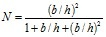 N = (b/h)² / (1 + b/h + (b/h)²)